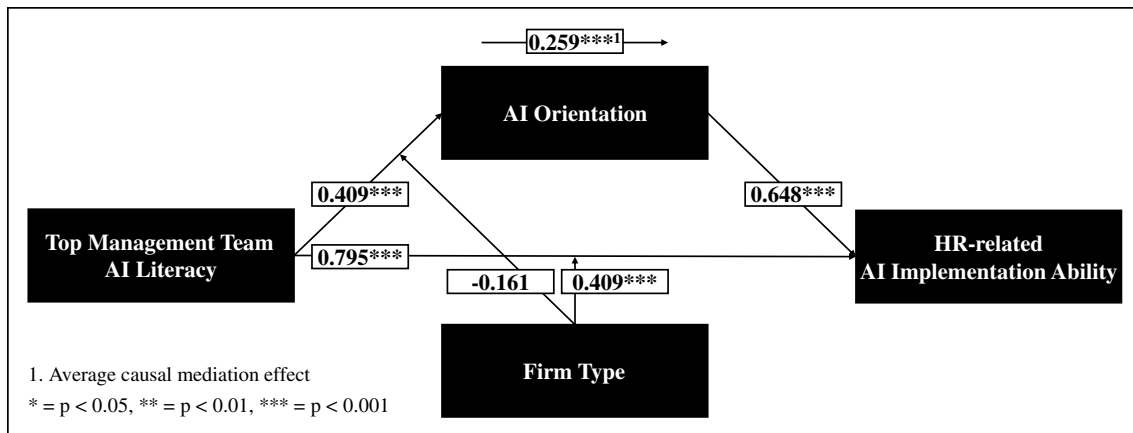 0.259***1
AI Orientation
0.409***
0.648***
Top Management Team
AI Literacy
0.795***
HR-related
AI Implementation Ability
-0.161
0.409***
Firm Type
1. Average causal mediation effect
* = p < 0.05, ** = p < 0.01, *** = p < 0.001